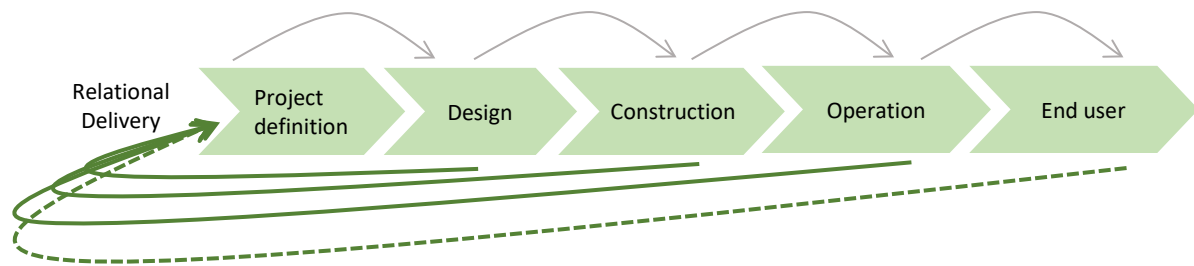 Relational
Delivery
Project
definition
Design
Construction
Operation
End user